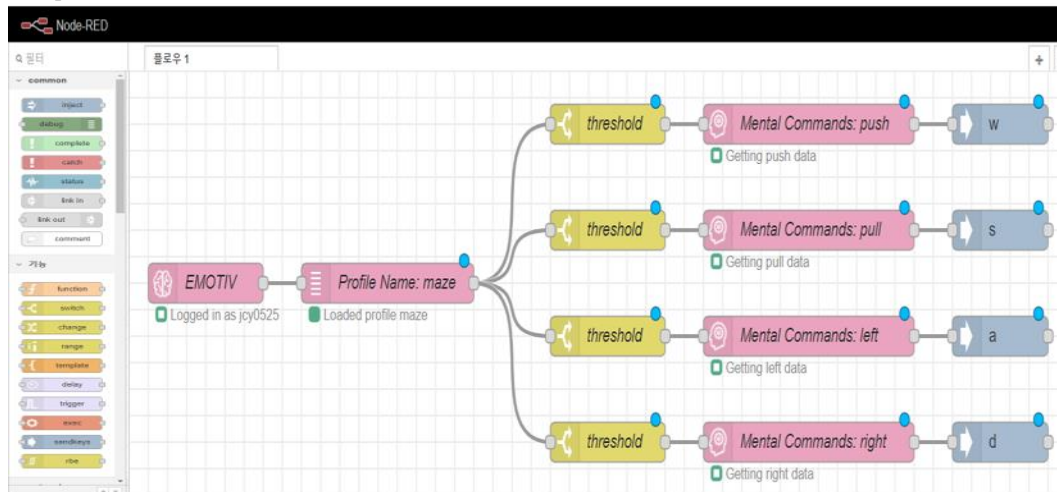 Node-RED
필터
플로우 1
common
inject
debug
complete
catch
status
link in
link out
comment
기능
function
switch
change
range
template
delay
trigger
exec
sendkeys
rbe
EMOTIV
Logged in as jcy0525
Profile Name: maze
Loaded profile maze
threshold
Mental Commands: push
w
Getting push data
threshold
Mental Commands: pull
s
Getting pull data
threshold
Mental Commands: left
a
Getting left data
threshold
Mental Commands: right
d
Getting right data